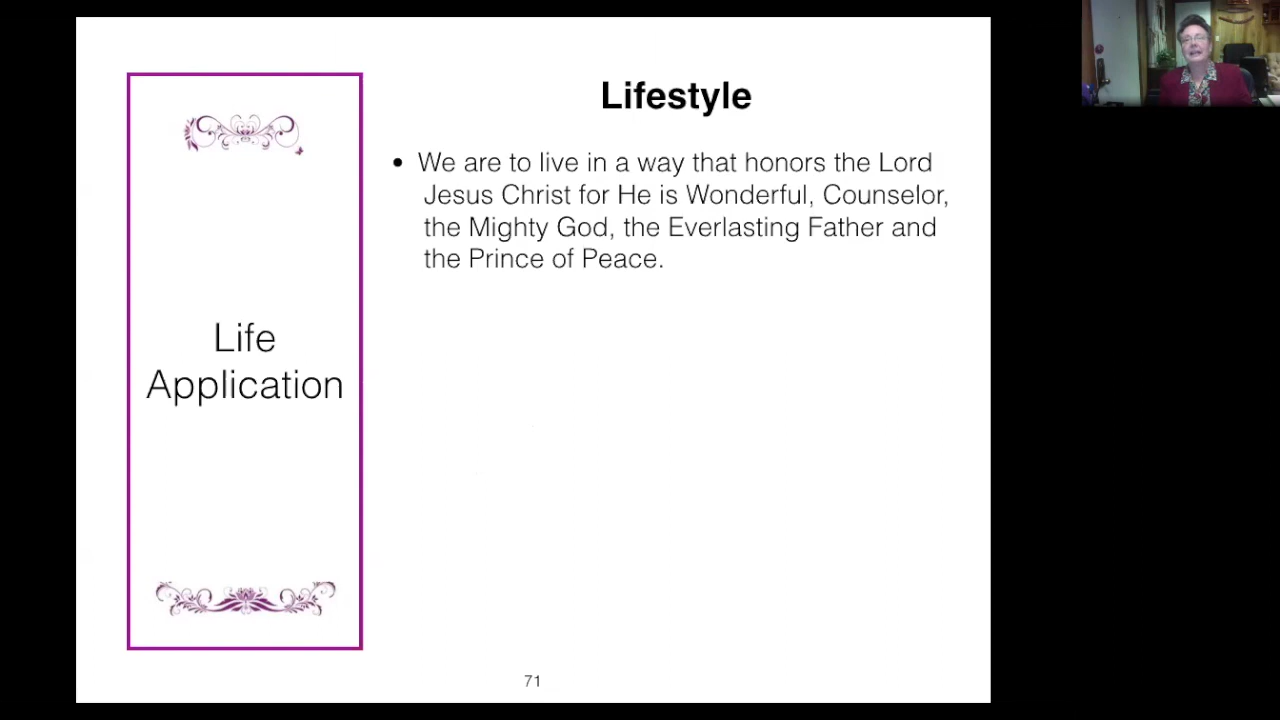 Life
Application
Lifestyle
• We are to live in a way that honors the Lord
Jesus Christ for He is Wonderful, Counselor,
the Mighty God, the Everlasting Father and
the Prince of Peace.
71